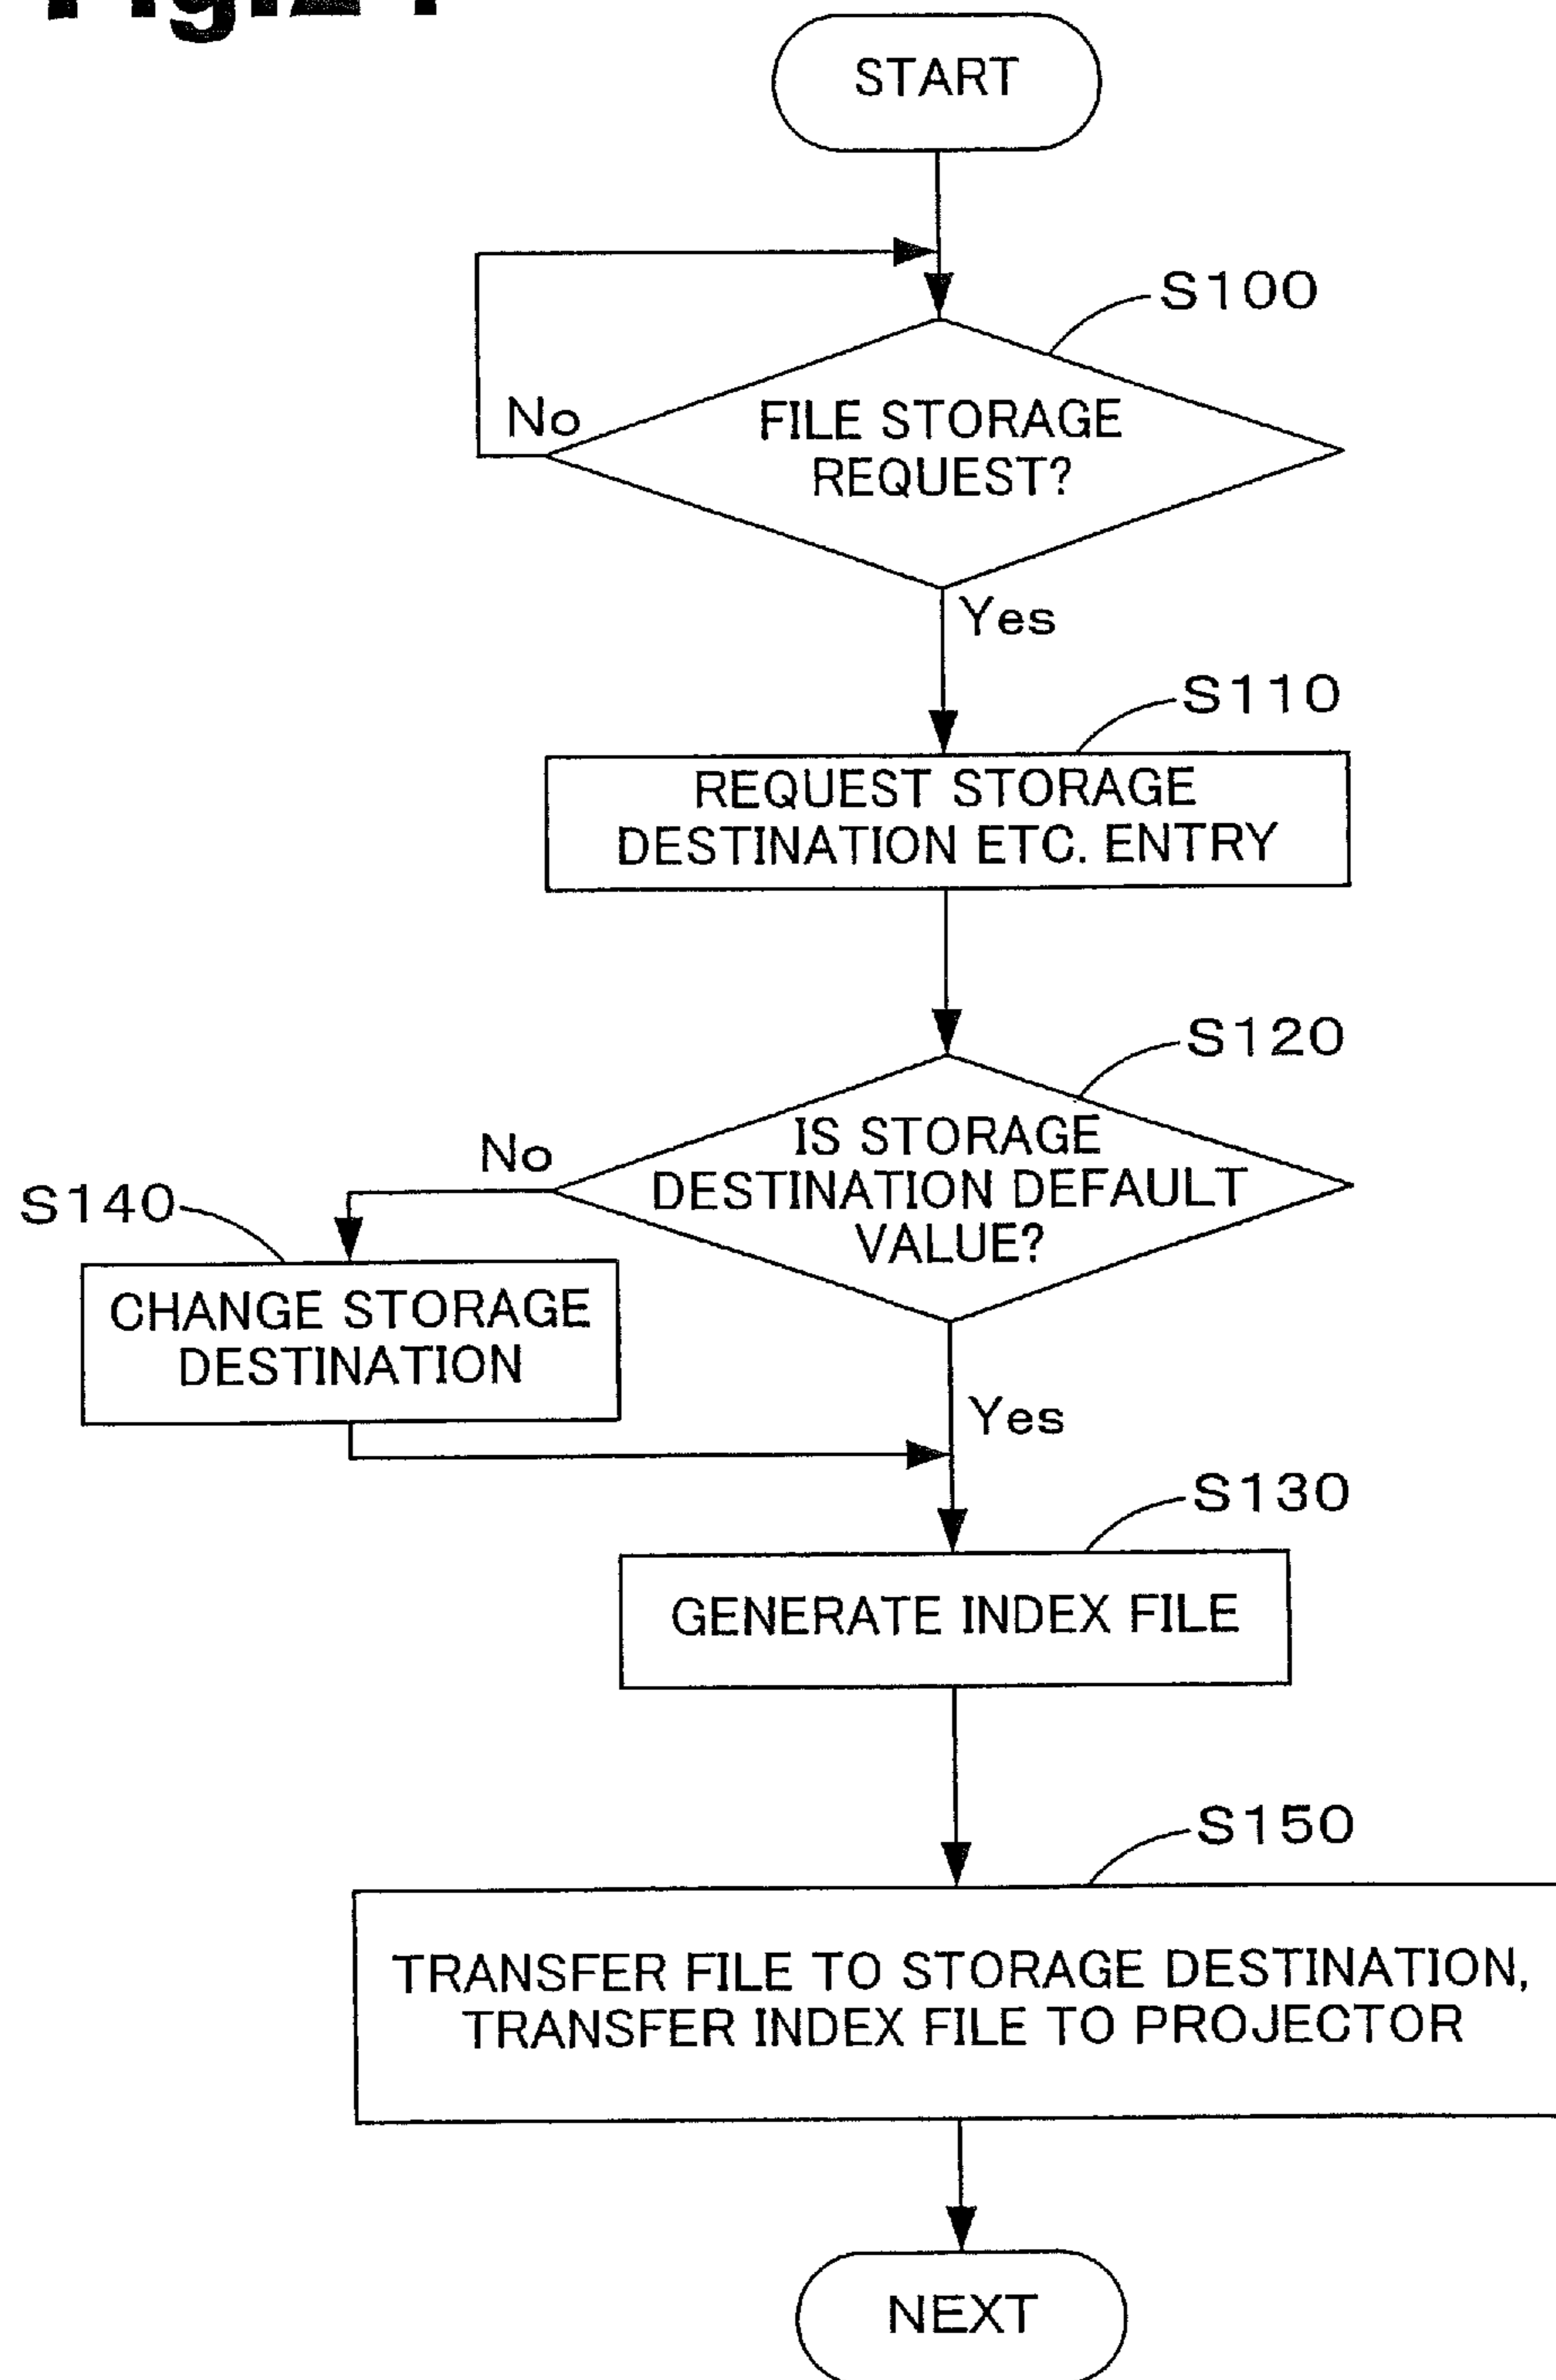 START
S100
No
FILE STORAGE
REQUEST?
Yes
S110
REQUEST STORAGE
DESTINATION ETC. ENTRY
S120
No
IS STORAGE
DESTINATION DEFAULT
VALUE?
S140
CHANGE STORAGE
DESTINATION
Yes
S130
GENERATE INDEX FILE
S150
TRANSFER FILE TO STORAGE DESTINATION,
TRANSFER INDEX FILE TO PROJECTOR
NEXT